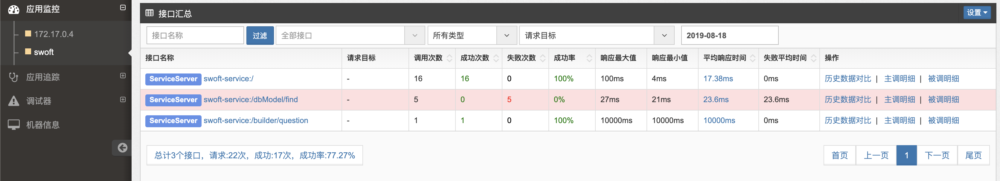 应用监控
172.17.0.4
swoft
应用追踪
调试器
机器信息
接口汇总 设置
接口名称 过滤 全部接口 所有类型 请求目标 2019-08-18
接口名称 请求目标 调用次数 成功次数 失败次数 成功率 响应最大值 响应最小值 平均响应时间 失败平均时间 操作
ServiceServer swoft-service:/ - 16 16 0 100% 100ms 4ms 17.38ms 0ms 历史数据对比 | 主调明细 | 被调明细
ServiceServer swoft-service:/dbModel/find - 5 0 5 0% 27ms 21ms 23.6ms 23.6ms 历史数据对比 | 主调明细 | 被调明细
ServiceServer swoft-service:/builder/question - 1 1 0 100% 10000ms 10000ms 10000ms 0ms 历史数据对比 | 主调明细 | 被调明细
总计3个接口，请求:22次，成功:17次，成功率:77.27%
首页 上一页 1 下一页 尾页